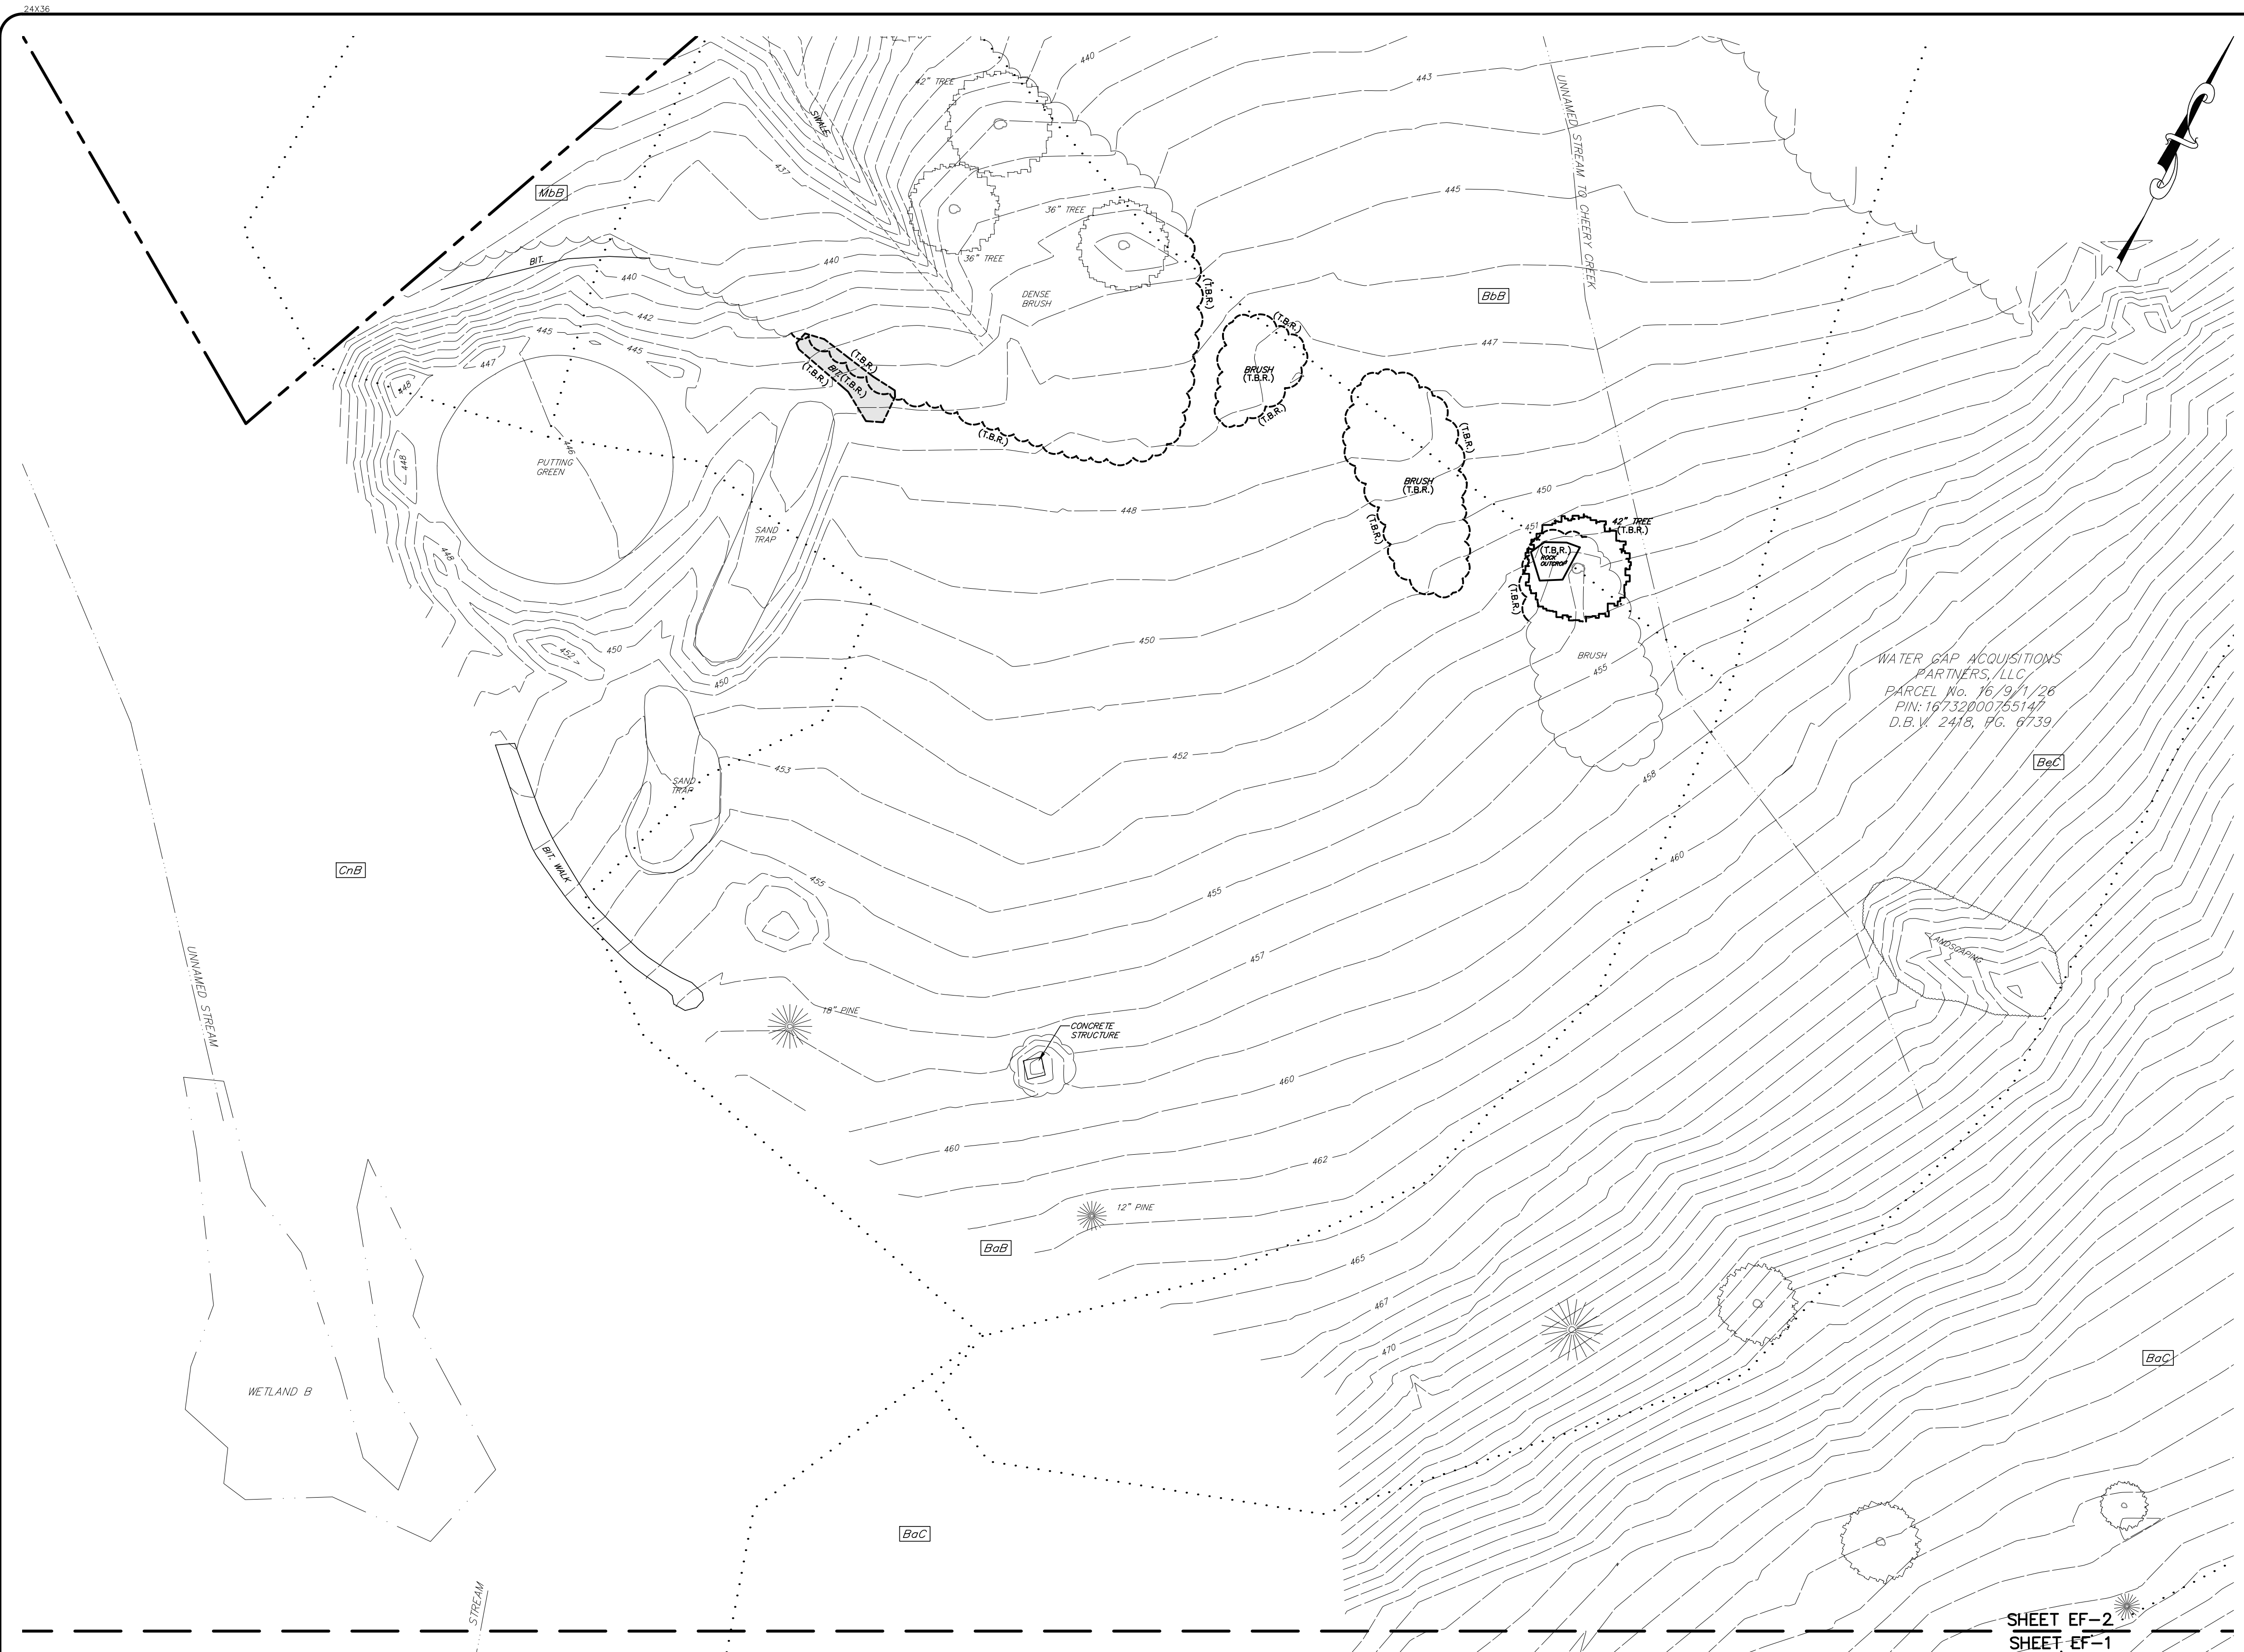 24X36
440
42" TREE
443
UNNAMED STREAM TO CHEERY CREEK
SWALE
437
MbB
445
36" TREE
BIT.
440
440
36" TREE
(T.B.R.)
DENSE
BRUSH
BbB
442
445
445
447
447
448
(T.B.R.)
(T.B.R.)
BIT.(T.B.R.)
(T.B.R.)
BRUSH
(T.B.R.)
(T.B.R.)
(T.B.R.)
(T.B.R.)
446
448
PUTTING
GREEN
BRUSH
(T.B.R.)
450
448
SAND
TRAP
(T.B.R.)
451
42" TREE
(T.B.R.)
448
(T.B.R.)
ROCK
OUTCROP
(T.B.R.)
450
452
450
BRUSH
455
WATER GAP ACQUISITIONS
PARTNERS, LLC
PARCEL No. 16/9/1/26
PIN: 16732000755147
D.B.V. 2418, PG. 6739
450
452
453
SAND
TRAP
458
BeC
CnB
BIT. WALK
455
455
460
457
LANDSCAPING
UNNAMED STREAM
18" PINE
CONCRETE
STRUCTURE
460
460
462
12" PINE
BaB
465
467
470
BaC
WETLAND B
BaC
STREAM
SHEET EF-2
SHEET EF-1